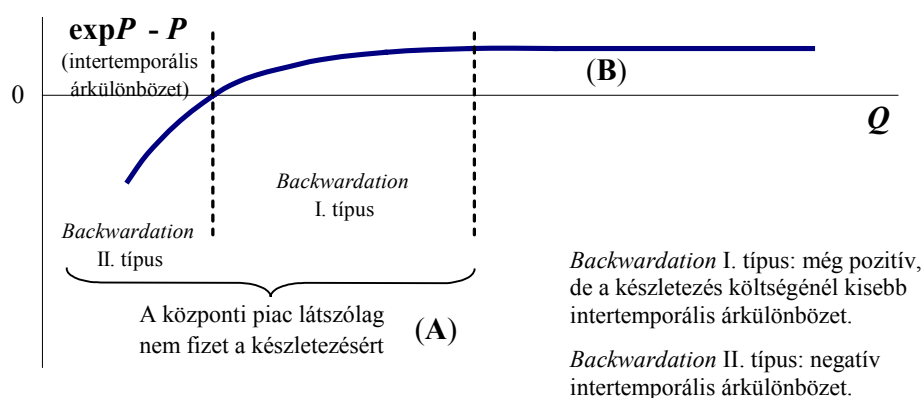 expP - P
(intertemporális
árkülönbözet)
0
(B)
Q
Backwardation
I. típus
Backwardation
II. típus
A központi piac látszólag
nem fizet a készletezésért
(A)
Backwardation I. típus: még pozitív,
de a készletezés költségénél kisebb
intertemporális árkülönbözet.
Backwardation II. típus: negatív
intertemporális árkülönbözet.